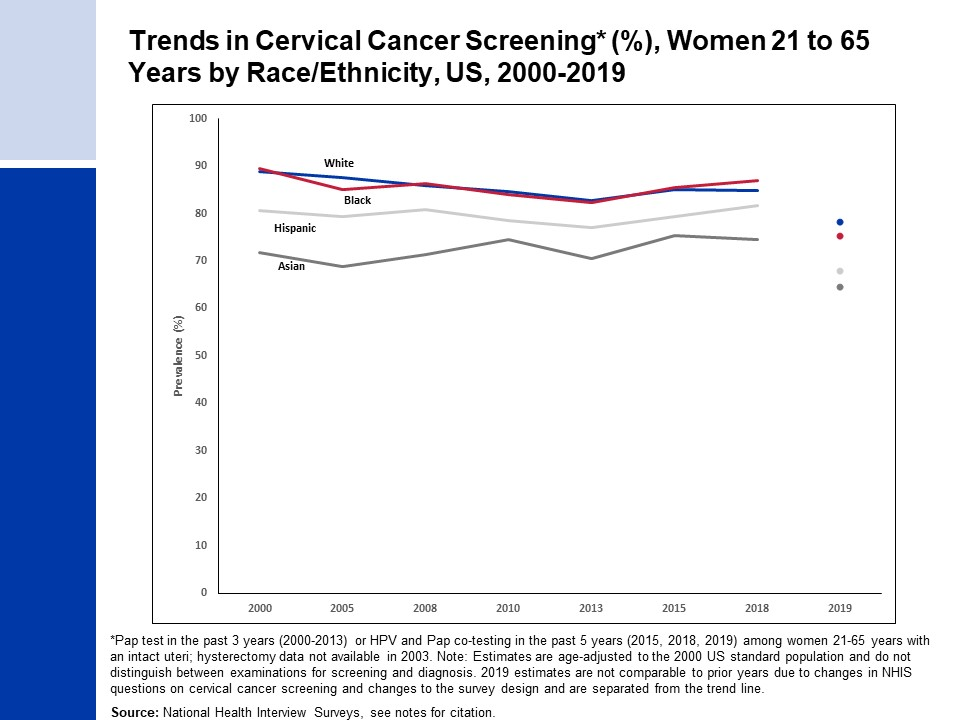 Trends in Cervical Cancer Screening* (%), Women 21 to 65
Years by Race/Ethnicity, US, 2000-2019
100
90
80
70
60
50
40
30
20
10
0
Prevalence (%)
White
Black
Hispanic
Asian
2000 2005 2008 2010 2013 2015 2018 2019
*Pap test in the past 3 years (2000-2013) or HPV and Pap co-testing in the past 5 years (2015, 2018, 2019) among women 21-65 years with
an intact uteri; hysterectomy data not available in 2003. Note: Estimates are age-adjusted to the 2000 US standard population and do not
distinguish between examinations for screening and diagnosis. 2019 estimates are not comparable to prior years due to changes in NHIS
questions on cervical cancer screening and changes to the survey design and are separated from the trend line.
Source: National Health Interview Surveys, see notes for citation.